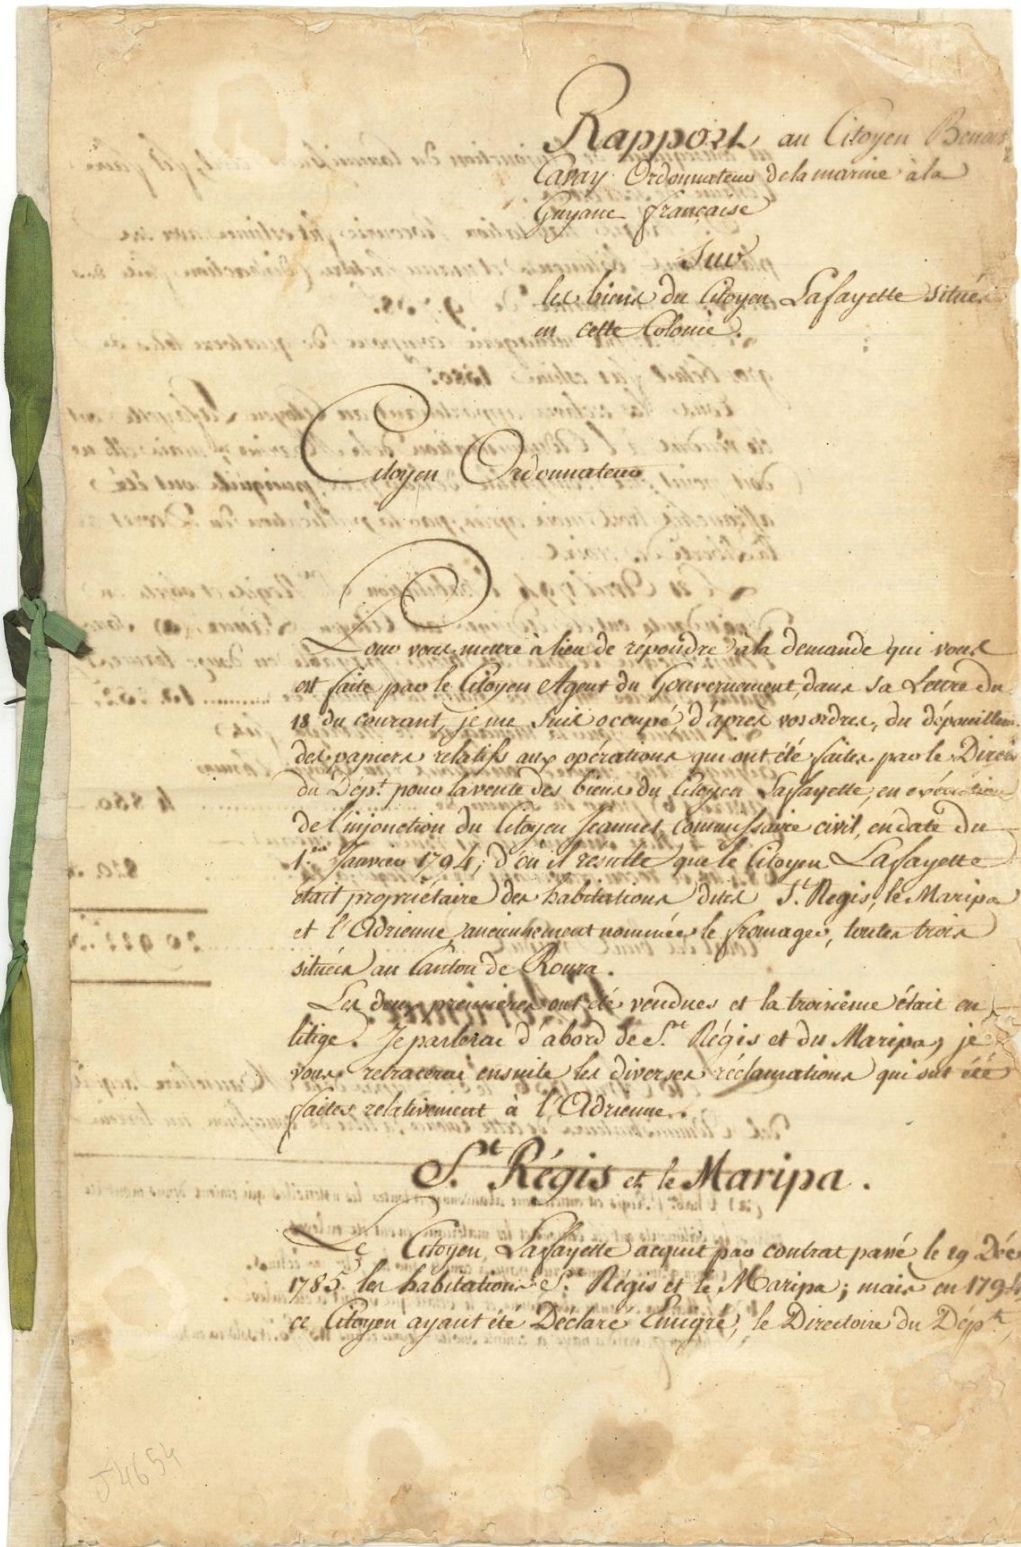 Rapport au Citoyen Benoit
Cavay Ordonnateur de la marine à la
Guyane française
Sur
les biens du Citoyen Lafayette situés
en cette Colonie.
Citoyen Ordonnateur
Pour vous mettre à lieu de répondre à la demande qui vous
est faite par le Citoyen Agent du Gouvernement, dans sa Lettre du
18 du courant, je me suis occupé d'après vos ordres, du dépouillem.
des papiers relatifs aux opérations qui ont été faites par le Direct.
du Dépt. pour la vente des biens du Citoyen Lafayette, en exécution
de l'injonction du Citoyen Jeannet Commissaire civil, en date du
1er Janvier 1794; d'où il resulte que le Citoyen Lafayette
était propriétaire des habitations dites St. Regis, le Maripa
et l'Adrienne anciennement nommée le fromager, toutes trois
situées au Canton de Roura.
Les deux premières ont été vendues et la troisième était en
litige. Je parlerai d'abord de St. Régis et du Maripa, je
vous retracerai ensuite les diverses réclamations qui ont été
faites relativement à l'Adrienne.
St. Régis et le Maripa.
Le Citoyen Lafayette acquit par contrat passé le 19 Déc
1785 les habitations St. Régis et le Maripa; mais en 1794,
ce Citoyen ayant été Déclaré Emigré, le Directoire du Dépt.
J4654